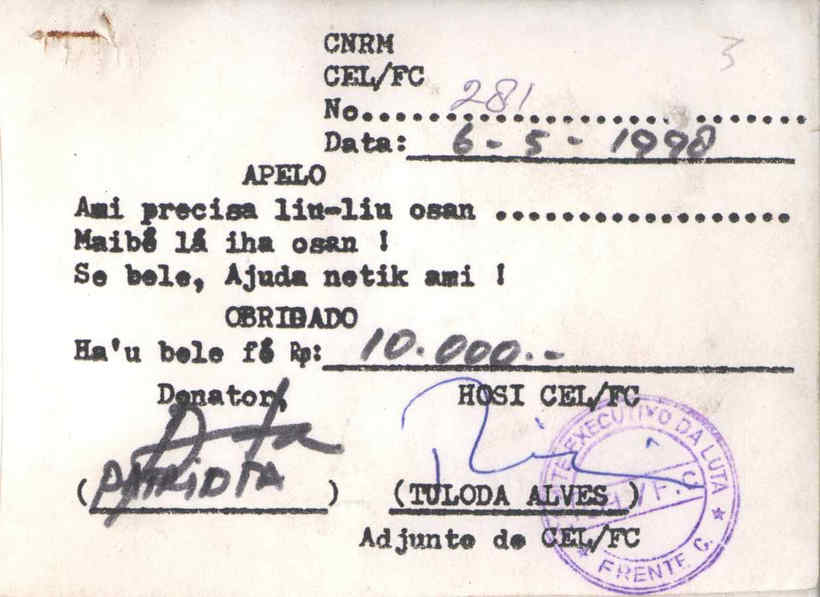 3
CNRM
CEL/FC
No.....281.....................
Data: 6-5-1998
APELO
Ami precisa liu-liu osan ...................
Maibé lá iha osan !
Se bele, Ajuda netik ami !
OBRIGADO
Ha'u bele fó Rp: 10.000.-
Donator, HOSI CEL/FC
(PATRIOTA) (TULODA ALVES)
Adjunto de CEL/FC
EXECUTIVO DA LUTA
FRENTE C.